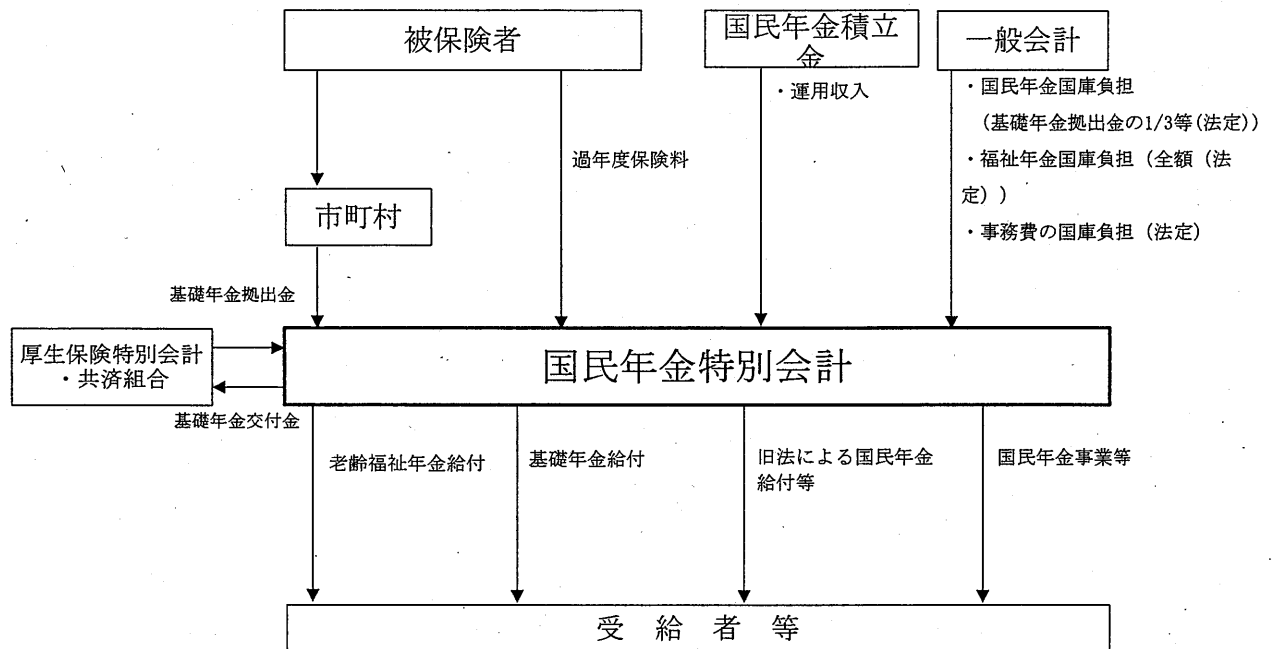 被保険者
国民年金積立
金
一般会計
・運用収入
・国民年金国庫負担
(基礎年金拠出金の1/3等(法定))
・福祉年金国庫負担(全額(法
定))
・事務費の国庫負担(法定)
過年度保険料
市町村
基礎年金拠出金
厚生保険特別会計
・共済組合
国民年金特別会計
基礎年金交付金
老齢福祉年金給付
基礎年金給付
旧法による国民年金
給付等
国民年金事業等
受給者等